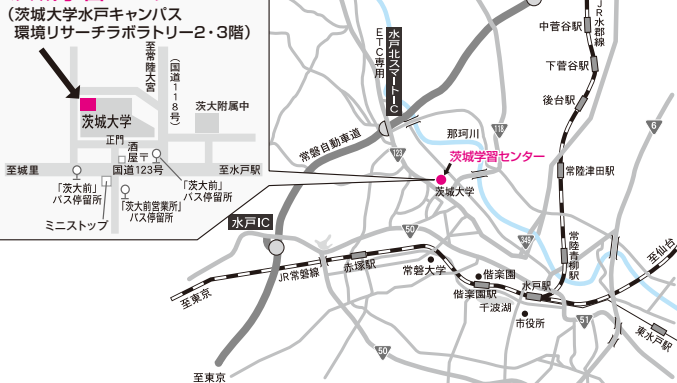 (茨城大学水戸キャンパス
環境リサーチラボラトリー2・3階)
至常陸大宮
(国道118号)
茨大附属中
茨城大学
正門
酒屋
〒
至城里
国道123号
至水戸駅
「茨大前」
バス停留所
「茨大前営業所」
バス停留所
「茨大前」
バス停留所
ミニストップ
水戸北スマートIC
ETC専用
JR水郡線
中菅谷駅
下菅谷駅
後台駅
常陸津田駅
常陸青柳駅
那珂川
常磐自動車道
123
118
6
茨城学習センター
茨城大学
水戸IC
50
349
至仙台
JR常磐線
赤塚駅
常磐大学
偕楽園
偕楽園駅
水戸駅
千波湖
市役所
51
東水戸駅
50
至東京
至東京